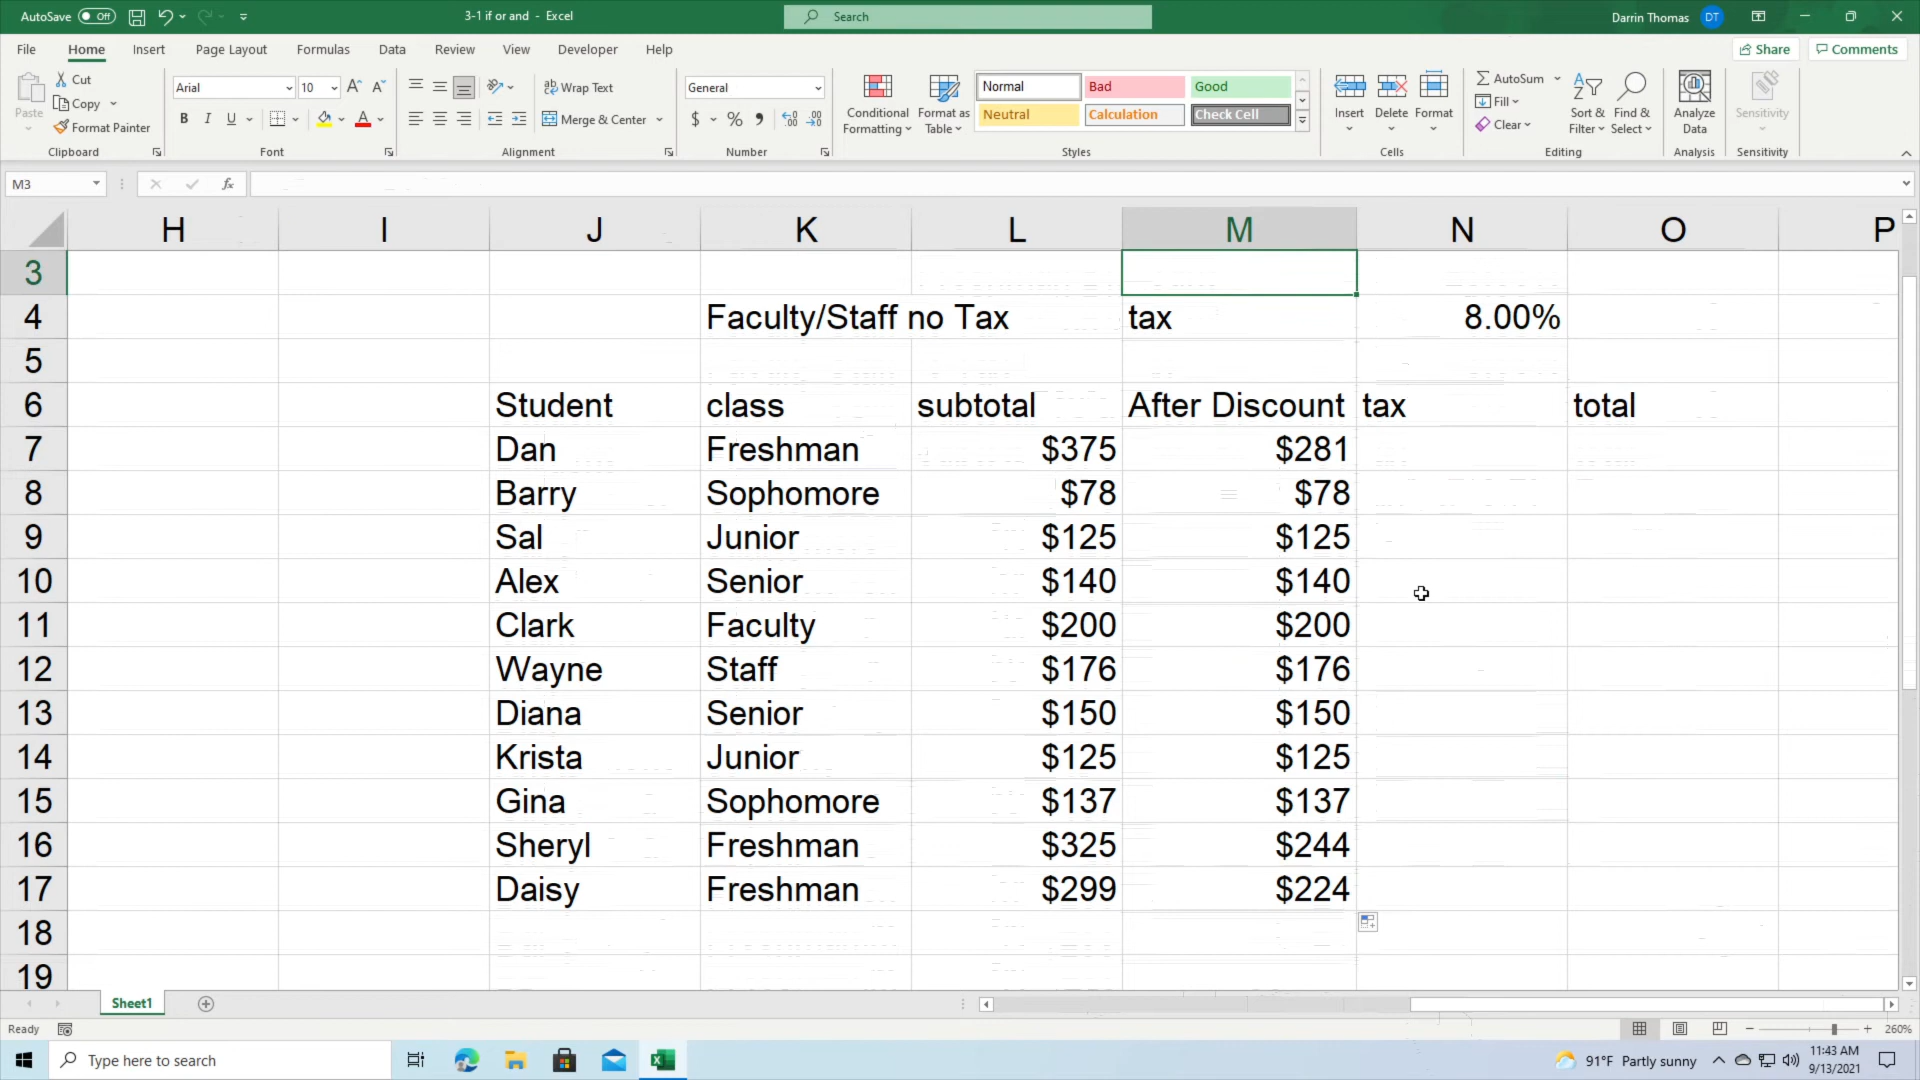 AutoSave Off 3-1 if or and - Excel Search Darrin Thomas DT
File Home Insert Page Layout Formulas Data Review View Developer Help Share Comments
Paste Cut Copy Format Painter Clipboard
Arial 10 B I U A Font
Wrap Text Merge & Center Alignment
General $ % 9 Number
Conditional Formatting Format as Table Normal Bad Good Neutral Calculation Check Cell Styles
Insert Delete Format Cells
AutoSum Fill Clear Sort & Filter Find & Select Editing
Analyze Data Analysis
Sensitivity Sensitivity
M3 fx
H I J K L M N O P
3
4 Faculty/Staff no Tax tax 8.00%
5
6 Student class subtotal After Discount tax total
7 Dan Freshman $375 $281
8 Barry Sophomore $78 $78
9 Sal Junior $125 $125
10 Alex Senior $140 $140
11 Clark Faculty $200 $200
12 Wayne Staff $176 $176
13 Diana Senior $150 $150
14 Krista Junior $125 $125
15 Gina Sophomore $137 $137
16 Sheryl Freshman $325 $244
17 Daisy Freshman $299 $224
18
19
Sheet1
Ready 260%
Type here to search 91°F Partly sunny 11:43 AM
9/13/2021